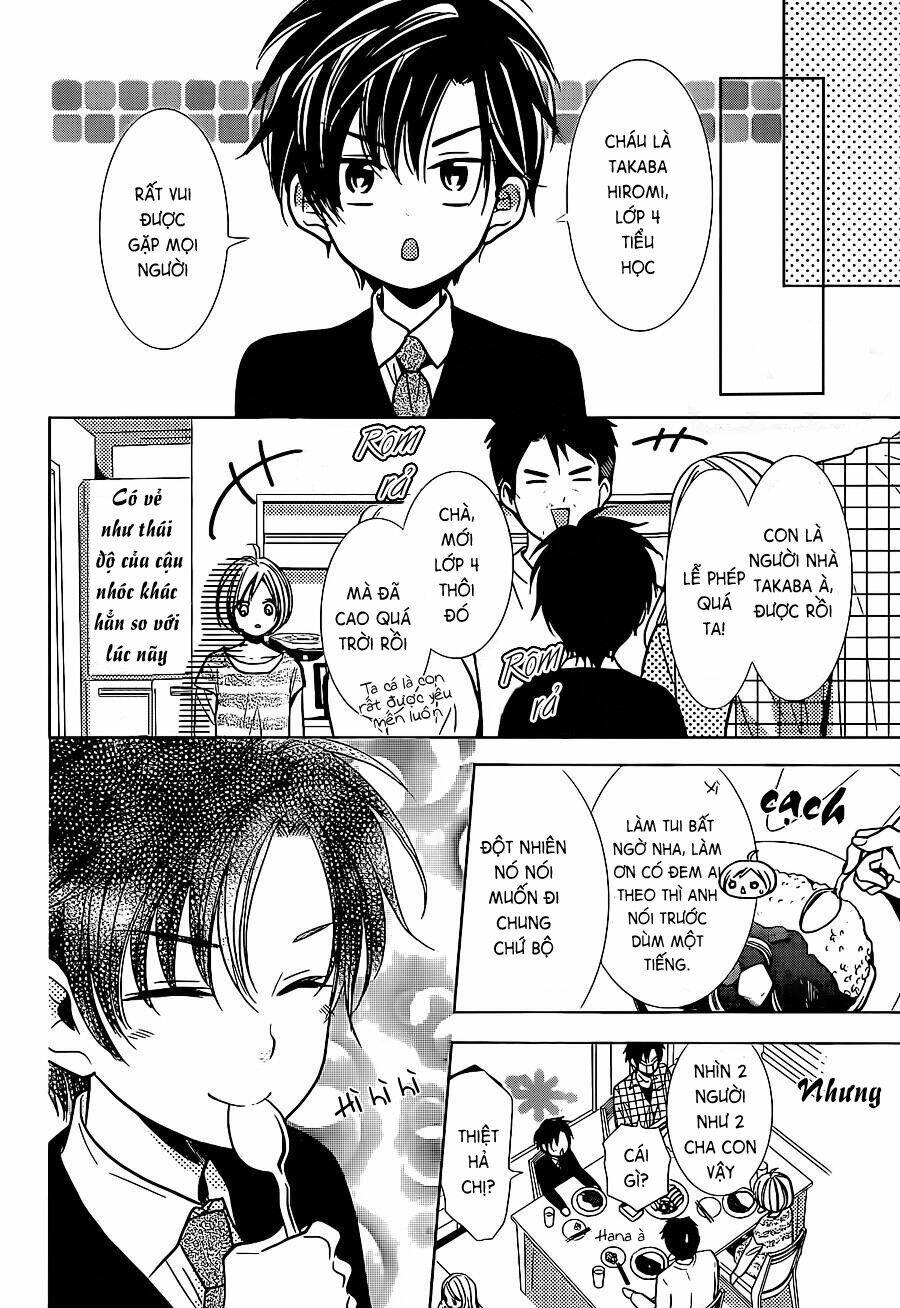 CHÁU LÀ
TAKABA
HIROMI,
LỚP 4
TIỂU
HỌC
RẤT VUI
ĐƯỢC
GẶP MỌI
NGƯỜI
CON LÀ
NGƯỜI NHÀ
TAKABA À,
ĐƯỢC RỒI
LỄ PHÉP
QUÁ
TA!
RÔM
RẢ
CHÀ,
MỚI
LỚP 4
THÔI
ĐÓ
MÀ ĐÃ
CAO QUÁ
TRỜI RỒI
Ta cá là con
rất được yêu
mến luôn
RÔM
RẢ
Có vẻ
như thái
độ của cậu
nhóc khác
hẳn so với
lúc nãy
cạch
Xì
LÀM TUI BẤT
NGỜ NHA, LÀM
ƠN CÓ ĐEM AI
THEO THÌ ANH
NÓI TRƯỚC
DÙM MỘT
TIẾNG.
ĐỘT NHIÊN
NÓ NÓI
MUỐN ĐI
CHUNG
CHỨ BỘ
Nhưng
NHÌN 2
NGƯỜI
NHƯ 2
CHA CON
VẬY
CÁI
GÌ?
THIỆT
HẢ
CHỊ?
Hana à
Hì hì hì